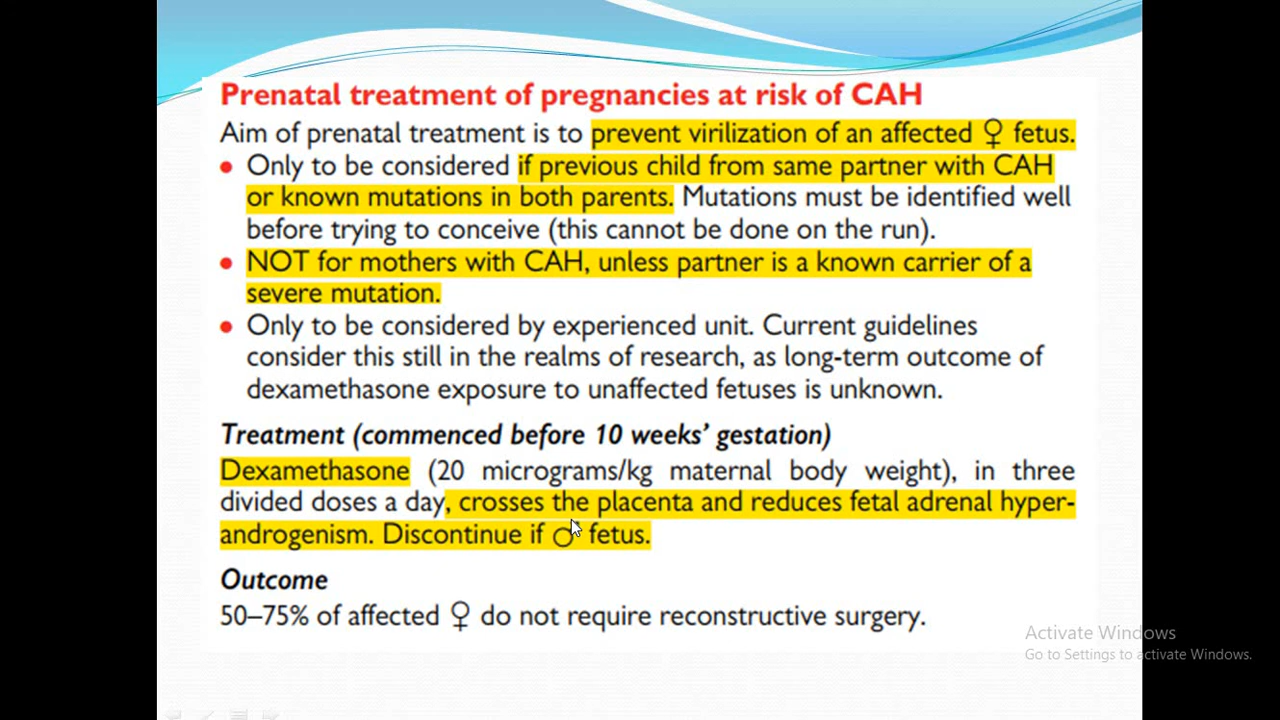 Prenatal treatment of pregnancies at risk of CAH
Aim of prenatal treatment is to prevent virilization of an affected ♀ fetus.
• Only to be considered if previous child from same partner with CAH
or known mutations in both parents. Mutations must be identified well
before trying to conceive (this cannot be done on the run).
• NOT for mothers with CAH, unless partner is a known carrier of a
severe mutation.
• Only to be considered by experienced unit. Current guidelines
consider this still in the realms of research, as long-term outcome of
dexamethasone exposure to unaffected fetuses is unknown.
Treatment (commenced before 10 weeks' gestation)
Dexamethasone (20 micrograms/kg maternal body weight), in three
divided doses a day, crosses the placenta and reduces fetal adrenal hyper-
androgenism. Discontinue if ♂ fetus.
Outcome
50–75% of affected ♀ do not require reconstructive surgery.
Activate Windows
Go to Settings to activate Windows.